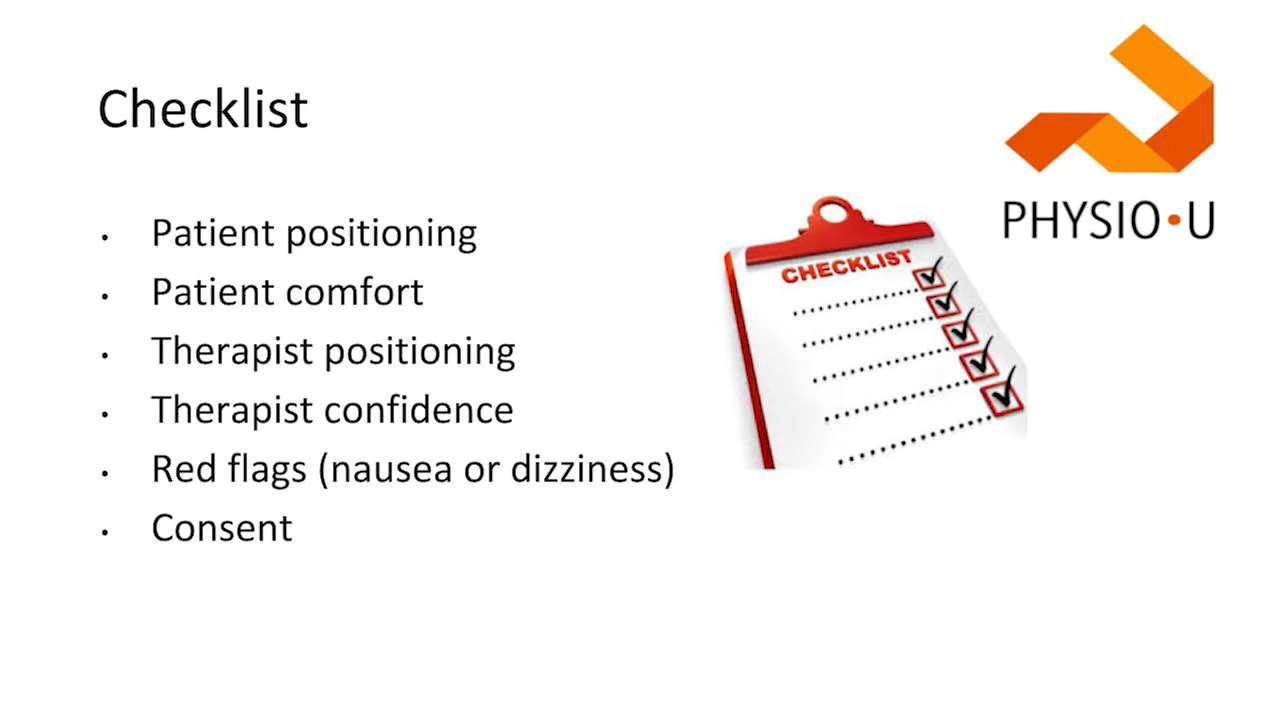 Checklist
PHYSIO•U
CHECKLIST
• Patient positioning
• Patient comfort
• Therapist positioning
• Therapist confidence
• Red flags (nausea or dizziness)
• Consent